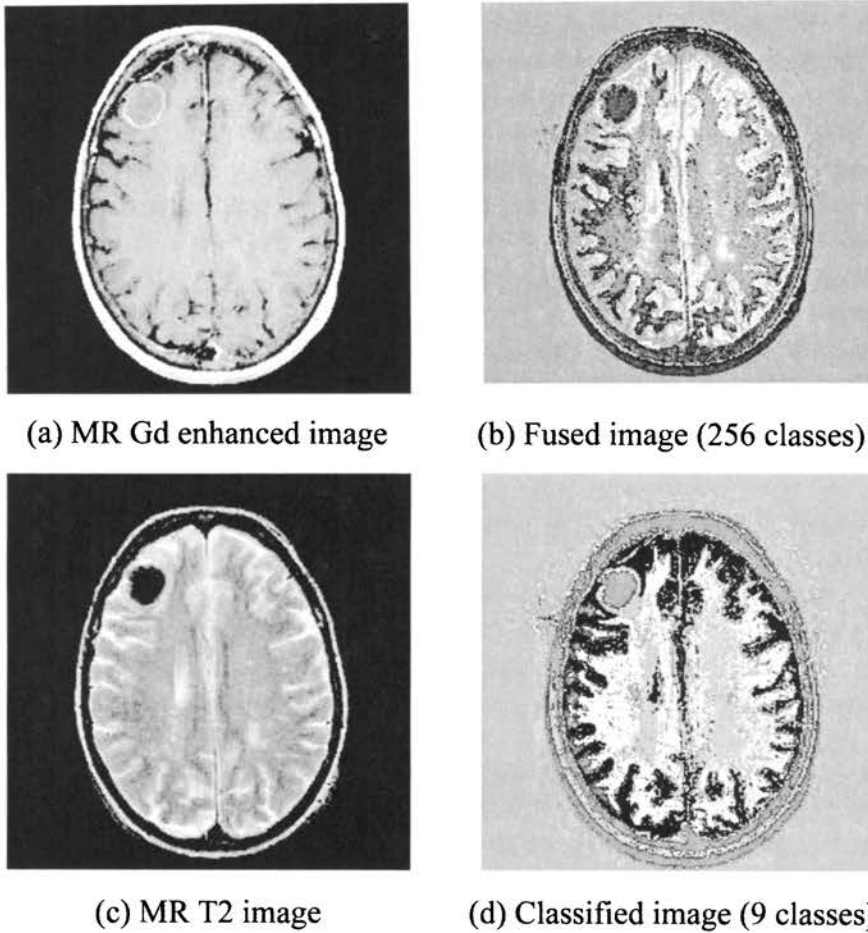 (a) MR Gd enhanced image
(b) Fused image (256 classes)
(c) MR T2 image
(d) Classified image (9 classes)